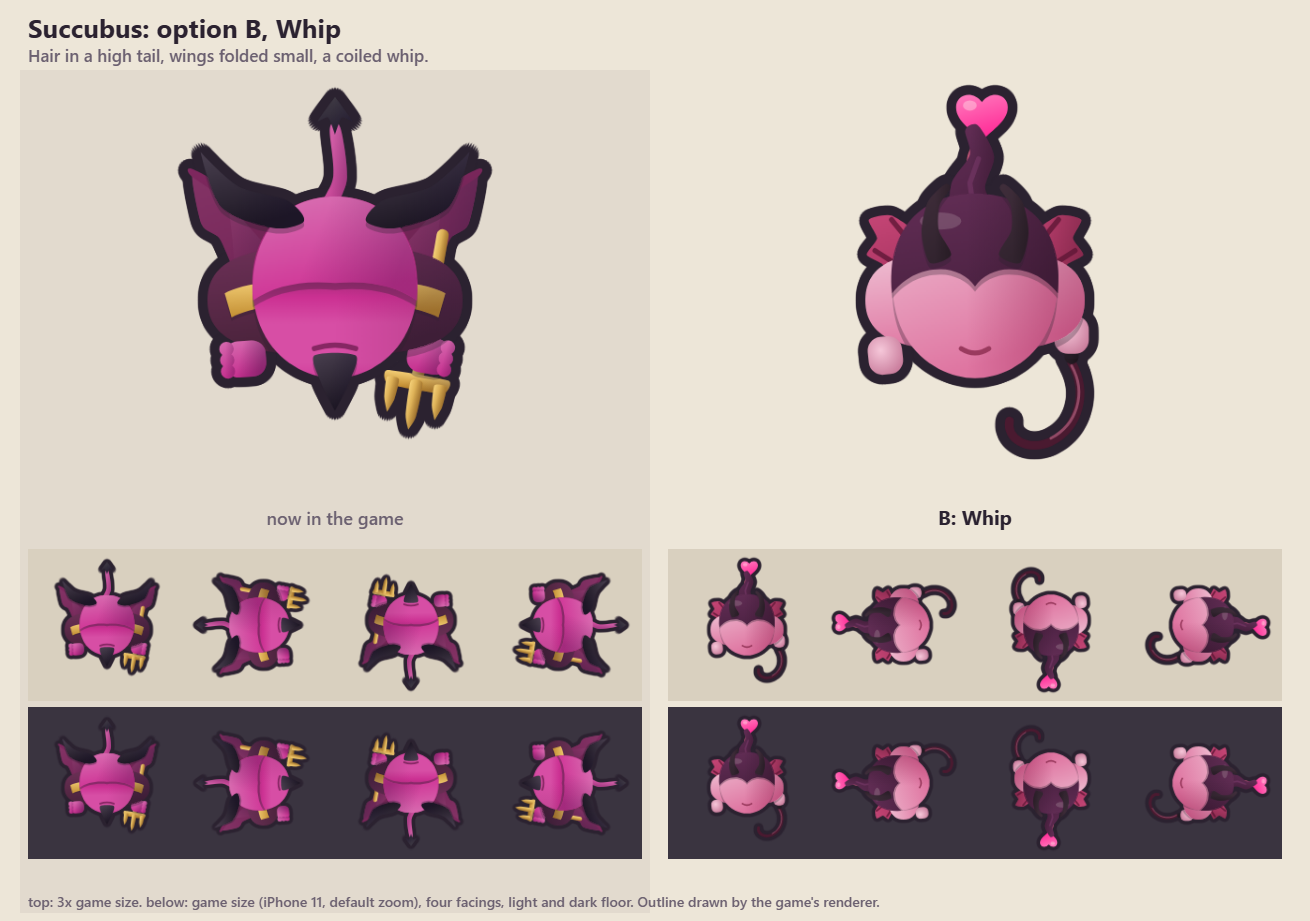 Succubus: option B, Whip
Hair in a high tail, wings folded small, a coiled whip.
now in the game
B: Whip
top: 3x game size. below: game size (iPhone 11, default zoom), four facings, light and dark floor. Outline drawn by the game's renderer.